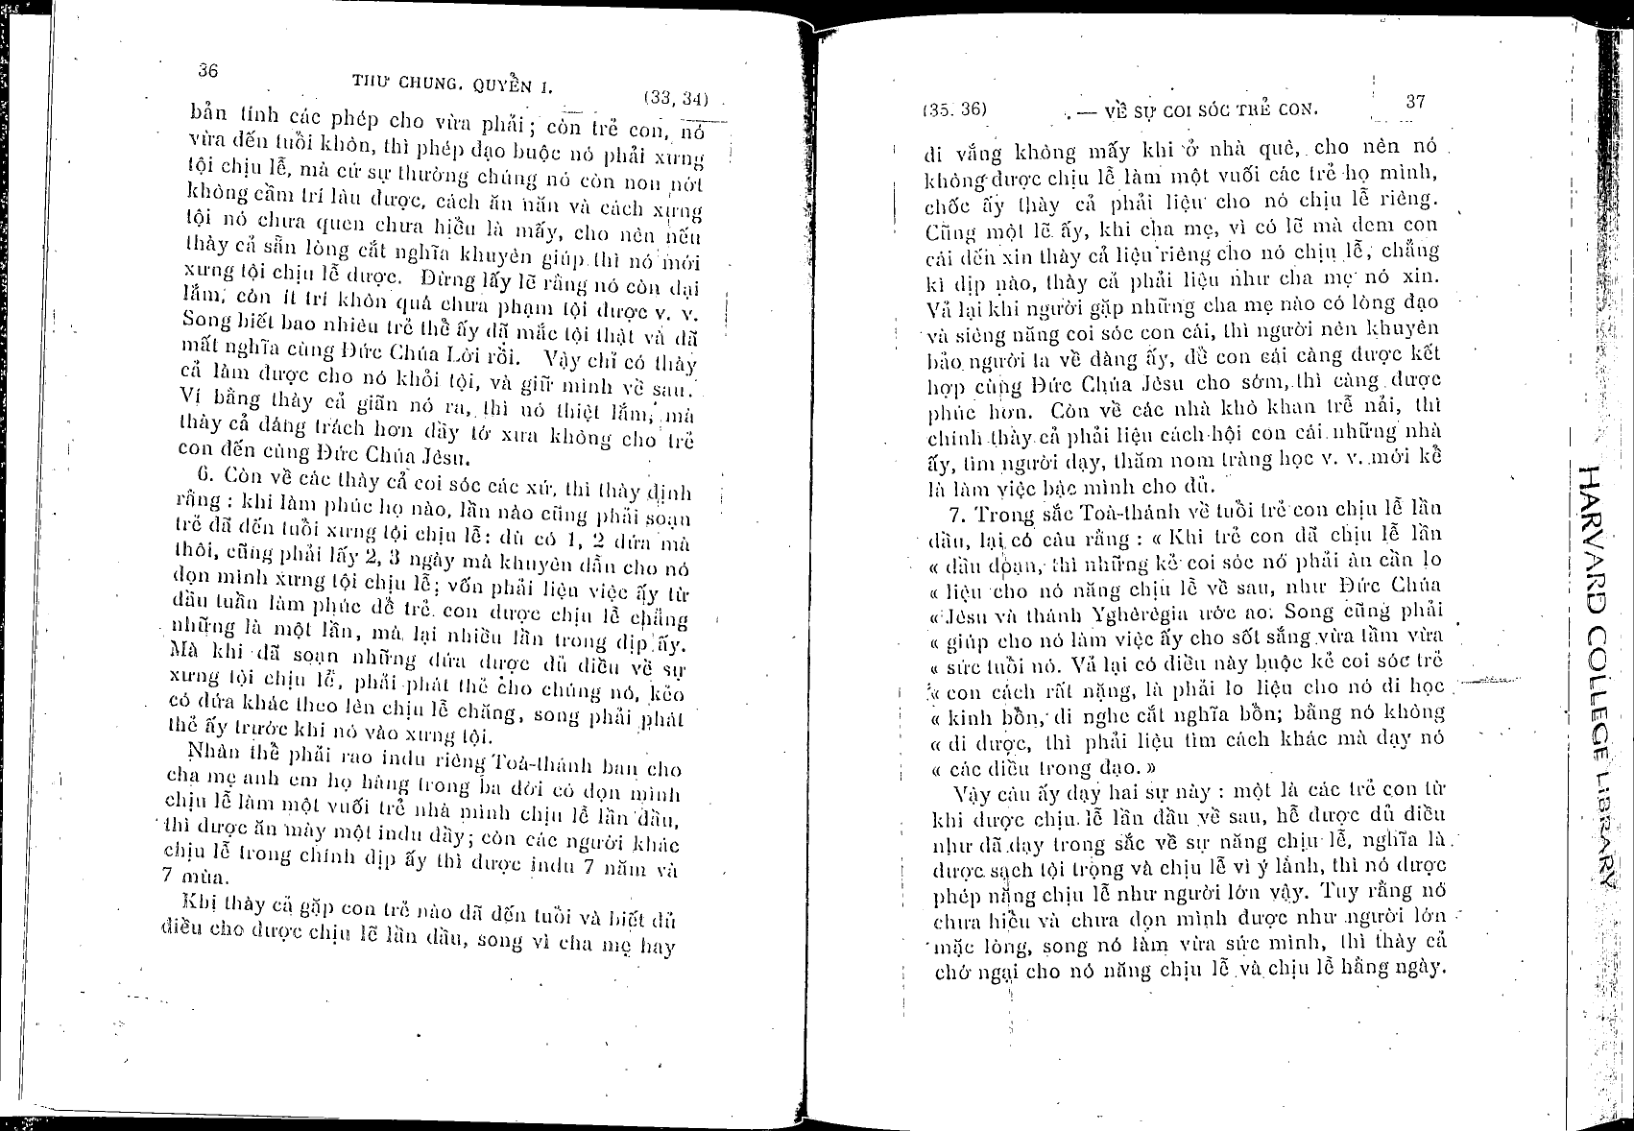 36
THƯ CHUNG. QUYỂN I.
(33, 34)
bản tính các phép cho vừa phải; còn trẻ con, nó
vừa đến tuổi khôn, thì phép đạo buộc nó phải xưng
tội chịu lễ, mà cứ sự thường chúng nó còn non nớt
không cầm trí lâu được, cách ăn năn và cách xưng
tội nó chưa quen chưa hiểu là mấy, cho nên nếu
thày cả sẵn lòng cắt nghĩa khuyên giúp thì nó mới
xưng tội chịu lễ được. Đừng lấy lẽ rằng nó còn dại
lắm, còn ít trí khôn quá chưa phạm tội được v. v.
Song biết bao nhiêu trẻ thể ấy đã mắc tội thật và đã
mất nghĩa cùng Đức Chúa Lời rồi. Vậy chỉ có thày
cả làm được cho nó khỏi tội, và giữ mình về sau.
Ví bằng thày cả giãn nó ra, thì nó thiệt lắm, mà
thày cả đáng trách hơn đầy tớ xưa không cho trẻ
con đến cùng Đức Chúa Jêsu.
6. Còn về các thày cả coi sóc các xứ, thì thày định
rằng : khi làm phúc họ nào, lần nào cũng phải soạn
trẻ đã đến tuổi xưng tội chịu lễ: dù có 1, 2 đứa mà
thôi, cũng phải lấy 2, 3 ngày mà khuyên dẫn cho nó
dọn mình xưng tội chịu lễ; vốn phải liệu việc ấy từ
đầu tuần làm phúc để trẻ con được chịu lễ chẳng
những là một lần, mà lại nhiều lần trong dịp ấy.
Mà khi đã soạn những đứa được đủ điều về sự
xưng tội chịu lễ, phải phát thẻ cho chúng nó, kẻo
có đứa khác theo lên chịu lễ chăng, song phải phát
thẻ ấy trước khi nó vào xưng tội.
Nhân thể phải rao indu riêng Toà-thánh ban cho
cha mẹ anh em họ hàng trong ba đời có dọn mình
chịu lễ làm một vuối trẻ nhà mình chịu lễ lần đầu,
thì được ăn mày một indu đầy; còn các người khác
chịu lễ trong chính dịp ấy thì được indu 7 năm và
7 mùa.
Khi thày cả gặp con trẻ nào đã đến tuổi và biết đủ
điều cho được chịu lễ lần đầu, song vì cha mẹ hay
(35. 36)
— VỀ SỰ COI SÓC TRẺ CON.
37
đi vắng không mấy khi ở nhà quê, cho nên nó
không được chịu lễ làm một vuối các trẻ họ mình,
chốc ấy thày cả phải liệu cho nó chịu lễ riêng.
Cũng một lẽ ấy, khi cha mẹ, vì có lẽ mà đem con
cái đến xin thày cả liệu riêng cho nó chịu lễ, chẳng
kì dịp nào, thày cả phải liệu như cha mẹ nó xin.
Vả lại khi người gặp những cha mẹ nào có lòng đạo
và siêng năng coi sóc con cái, thì người nên khuyên
bảo người ta về đàng ấy, để con cái càng được kết
hợp cùng Đức Chúa Jêsu cho sớm, thì càng được
phúc hơn. Còn về các nhà khô khan trễ nải, thì
chính thày cả phải liệu cách hội con cái những nhà
ấy, tìm người dạy, thăm nom tràng học v. v. mới kể
là làm việc bậc mình cho đủ.
7. Trong sắc Toà-thánh về tuổi trẻ con chịu lễ lần
đầu, lại có câu rằng : « Khi trẻ con đã chịu lễ lần
« đầu đoạn, thì những kẻ coi sóc nó phải ân cần lo
« liệu cho nó năng chịu lễ về sau, như Đức Chúa
« Jêsu và thánh Yghêrêgia ước ao. Song cũng phải
« giúp cho nó làm việc ấy cho sốt sắng vừa tầm vừa
« sức tuổi nó. Vả lại có điều này buộc kẻ coi sóc trẻ
« con cách rất nặng, là phải lo liệu cho nó đi học
« kinh bổn, đi nghe cắt nghĩa bổn; bằng nó không
« đi được, thì phải liệu tìm cách khác mà dạy nó
« các điều trong đạo. »
Vậy câu ấy dạy hai sự này : một là các trẻ con từ
khi được chịu lễ lần đầu về sau, hễ được đủ điều
như đã dạy trong sắc về sự năng chịu lễ, nghĩa là
được sạch tội trọng và chịu lễ vì ý lành, thì nó được
phép năng chịu lễ như người lớn vậy. Tuy rằng nó
chưa hiểu và chưa dọn mình được như người lớn
mặc lòng, song nó làm vừa sức mình, thì thày cả
chớ ngại cho nó năng chịu lễ và chịu lễ hằng ngày.
HARVARD COLLEGE LIBRARY